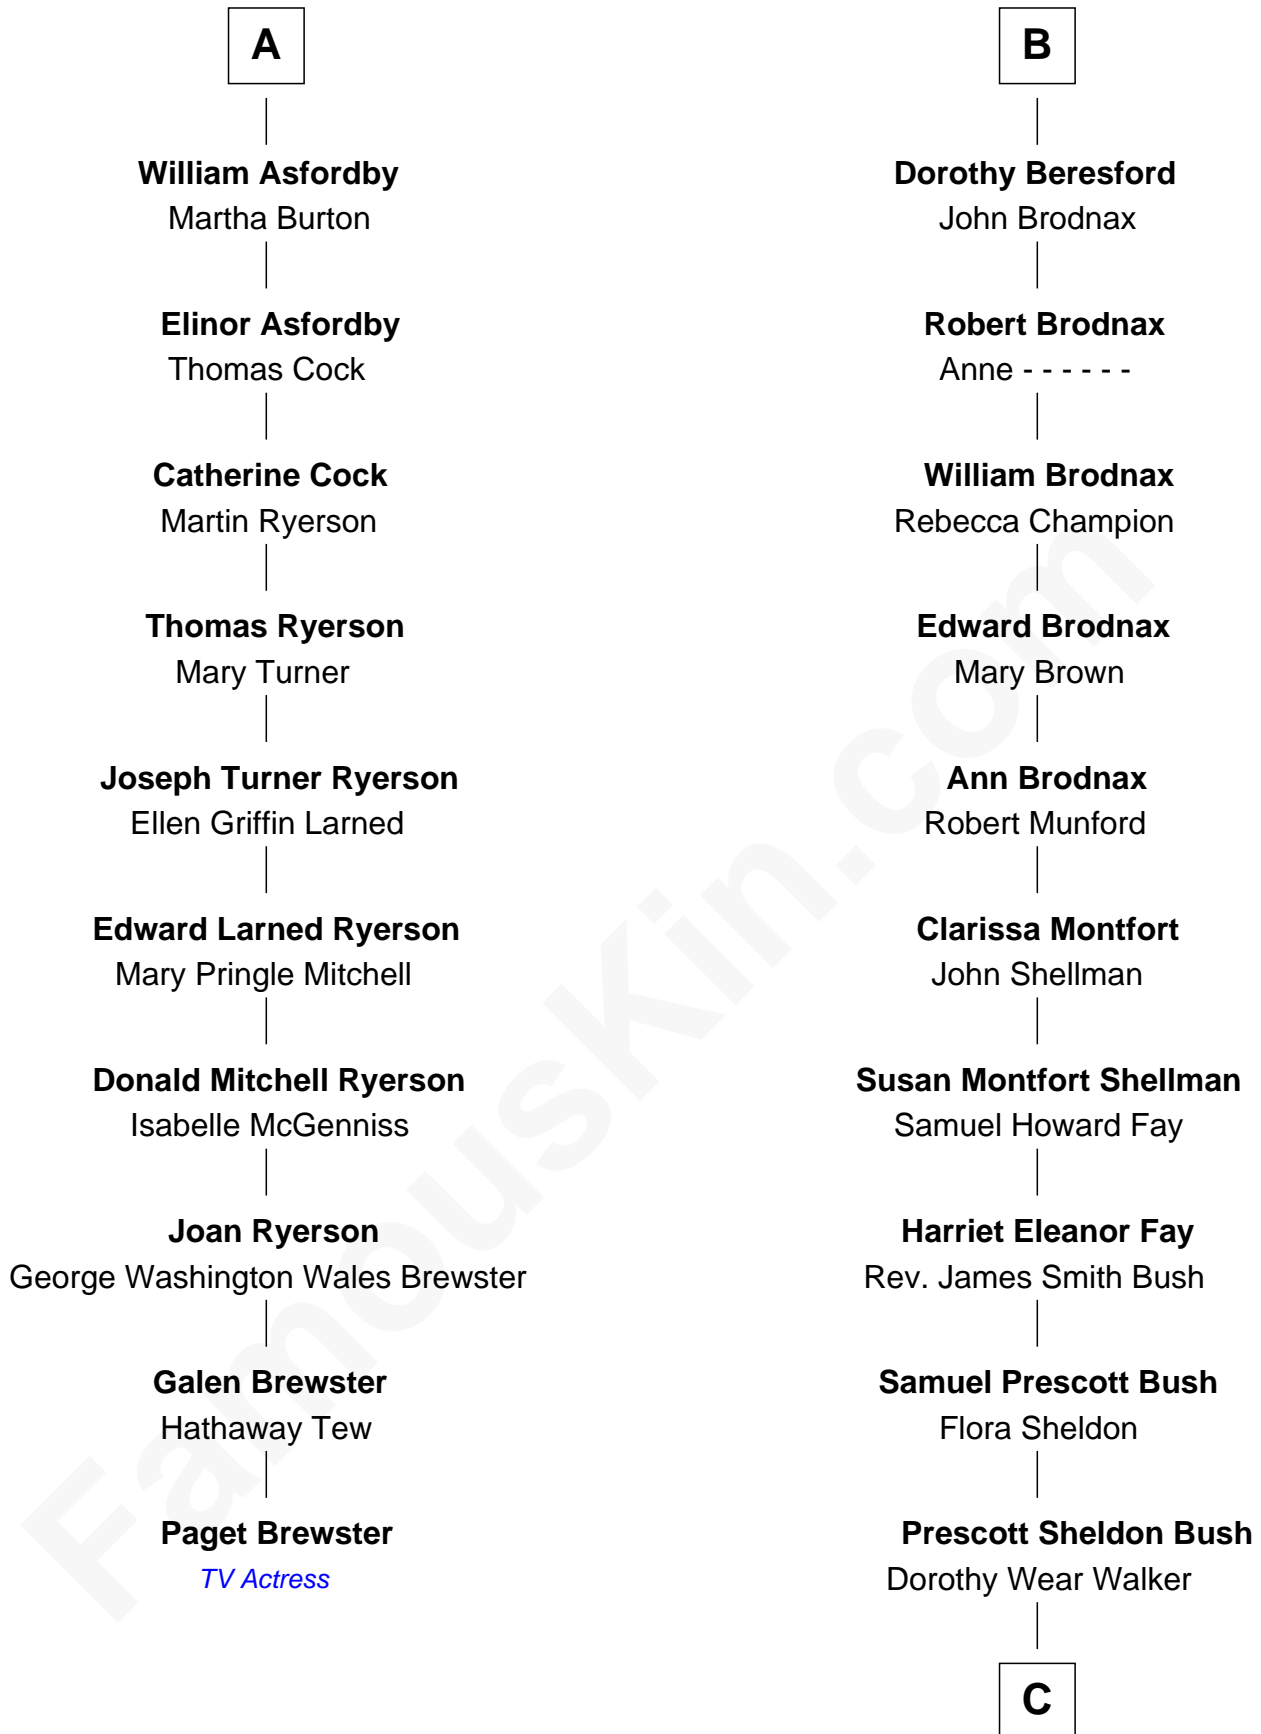 A
William Asfordby
Martha Burton
Elinor Asfordby
Thomas Cock
Catherine Cock
Martin Ryerson
Thomas Ryerson
Mary Turner
Joseph Turner Ryerson
Ellen Griffin Larned
Edward Larned Ryerson
Mary Pringle Mitchell
Donald Mitchell Ryerson
Isabelle McGenniss
Joan Ryerson
George Washington Wales Brewster
Galen Brewster
Hathaway Tew
Paget Brewster
TV Actress
B
Dorothy Beresford
John Brodnax
Robert Brodnax
Anne - - - - - -
William Brodnax
Rebecca Champion
Edward Brodnax
Mary Brown
Ann Brodnax
Robert Munford
Clarissa Montfort
John Shellman
Susan Montfort Shellman
Samuel Howard Fay
Harriet Eleanor Fay
Rev. James Smith Bush
Samuel Prescott Bush
Flora Sheldon
Prescott Sheldon Bush
Dorothy Wear Walker
C
FamousKin.com